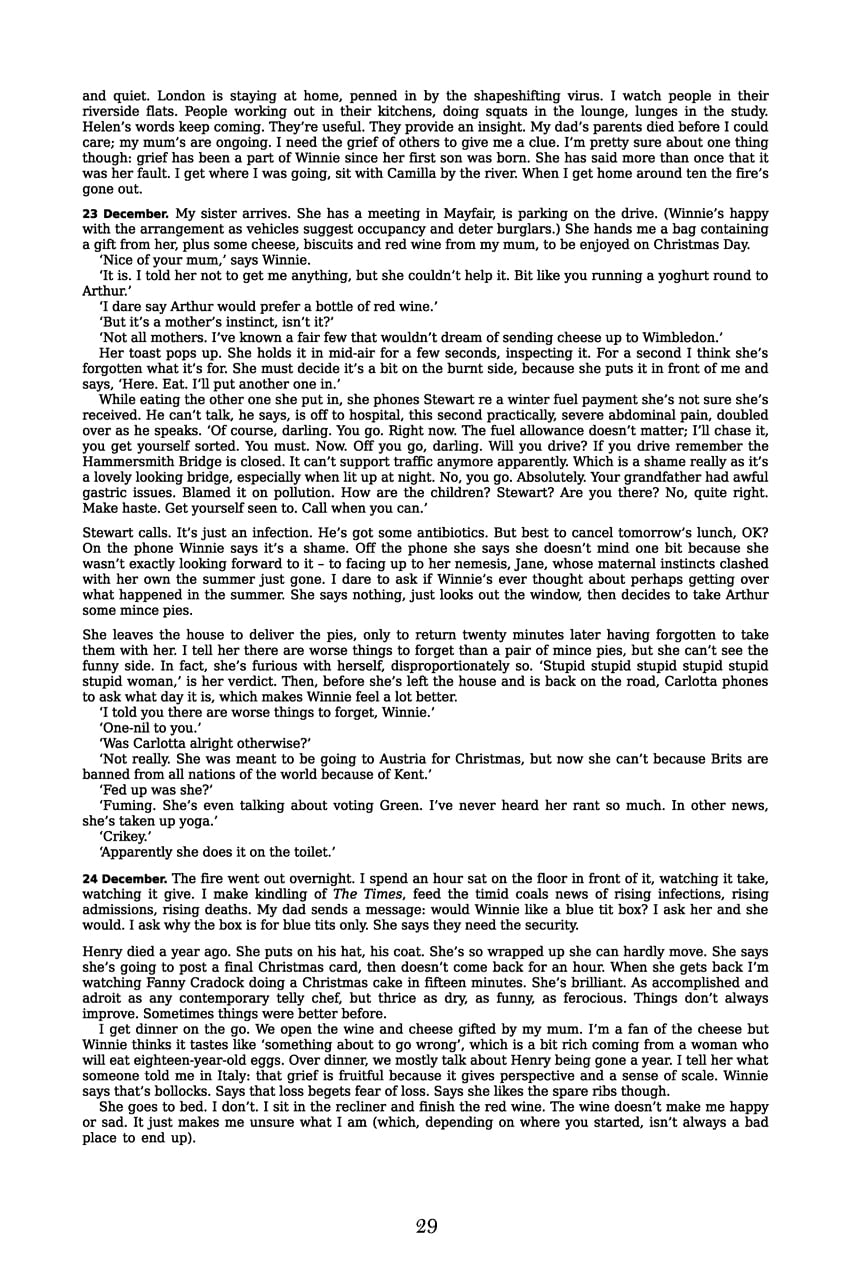 and quiet. London is staying at home, penned in by the shapeshifting virus. I watch people in their
riverside flats. People working out in their kitchens, doing squats in the lounge, lunges in the study.
Helen’s words keep coming. They’re useful. They provide an insight. My dad’s parents died before I could
care; my mum’s are ongoing. I need the grief of others to give me a clue. I’m pretty sure about one thing
though: grief has been a part of Winnie since her first son was born. She has said more than once that it
was her fault. I get where I was going, sit with Camilla by the river. When I get home around ten the fire’s
gone out.
23 December. My sister arrives. She has a meeting in Mayfair, is parking on the drive. (Winnie’s happy
with the arrangement as vehicles suggest occupancy and deter burglars.) She hands me a bag containing
a gift from her, plus some cheese, biscuits and red wine from my mum, to be enjoyed on Christmas Day.
‘Nice of your mum,’ says Winnie.
‘It is. I told her not to get me anything, but she couldn’t help it. Bit like you running a yoghurt round to
Arthur.’
‘I dare say Arthur would prefer a bottle of red wine.’
‘But it’s a mother’s instinct, isn’t it?’
‘Not all mothers. I’ve known a fair few that wouldn’t dream of sending cheese up to Wimbledon.’
Her toast pops up. She holds it in mid-air for a few seconds, inspecting it. For a second I think she’s
forgotten what it’s for. She must decide it’s a bit on the burnt side, because she puts it in front of me and
says, ‘Here. Eat. I’ll put another one in.’
While eating the other one she put in, she phones Stewart re a winter fuel payment she’s not sure she’s
received. He can’t talk, he says, is off to hospital, this second practically, severe abdominal pain, doubled
over as he speaks. ‘Of course, darling. You go. Right now. The fuel allowance doesn’t matter; I’ll chase it,
you get yourself sorted. You must. Now. Off you go, darling. Will you drive? If you drive remember the
Hammersmith Bridge is closed. It can’t support traffic anymore apparently. Which is a shame really as it’s
a lovely looking bridge, especially when lit up at night. No, you go. Absolutely. Your grandfather had awful
gastric issues. Blamed it on pollution. How are the children? Stewart? Are you there? No, quite right.
Make haste. Get yourself seen to. Call when you can.’
Stewart calls. It’s just an infection. He’s got some antibiotics. But best to cancel tomorrow’s lunch, OK?
On the phone Winnie says it’s a shame. Off the phone she says she doesn’t mind one bit because she
wasn’t exactly looking forward to it – to facing up to her nemesis, Jane, whose maternal instincts clashed
with her own the summer just gone. I dare to ask if Winnie’s ever thought about perhaps getting over
what happened in the summer. She says nothing, just looks out the window, then decides to take Arthur
some mince pies.
She leaves the house to deliver the pies, only to return twenty minutes later having forgotten to take
them with her. I tell her there are worse things to forget than a pair of mince pies, but she can’t see the
funny side. In fact, she’s furious with herself, disproportionately so. ‘Stupid stupid stupid stupid stupid
stupid woman,’ is her verdict. Then, before she’s left the house and is back on the road, Carlotta phones
to ask what day it is, which makes Winnie feel a lot better.
‘I told you there are worse things to forget, Winnie.’
‘One-nil to you.’
‘Was Carlotta alright otherwise?’
‘Not really. She was meant to be going to Austria for Christmas, but now she can’t because Brits are
banned from all nations of the world because of Kent.’
‘Fed up was she?’
‘Fuming. She’s even talking about voting Green. I’ve never heard her rant so much. In other news,
she’s taken up yoga.’
‘Crikey.’
‘Apparently she does it on the toilet.’
24 December. The fire went out overnight. I spend an hour sat on the floor in front of it, watching it take,
watching it give. I make kindling of The Times, feed the timid coals news of rising infections, rising
admissions, rising deaths. My dad sends a message: would Winnie like a blue tit box? I ask her and she
would. I ask why the box is for blue tits only. She says they need the security.
Henry died a year ago. She puts on his hat, his coat. She’s so wrapped up she can hardly move. She says
she’s going to post a final Christmas card, then doesn’t come back for an hour. When she gets back I’m
watching Fanny Cradock doing a Christmas cake in fifteen minutes. She’s brilliant. As accomplished and
adroit as any contemporary telly chef, but thrice as dry, as funny, as ferocious. Things don’t always
improve. Sometimes things were better before.
I get dinner on the go. We open the wine and cheese gifted by my mum. I’m a fan of the cheese but
Winnie thinks it tastes like ‘something about to go wrong’, which is a bit rich coming from a woman who
will eat eighteen-year-old eggs. Over dinner, we mostly talk about Henry being gone a year. I tell her what
someone told me in Italy: that grief is fruitful because it gives perspective and a sense of scale. Winnie
says that’s bollocks. Says that loss begets fear of loss. Says she likes the spare ribs though.
She goes to bed. I don’t. I sit in the recliner and finish the red wine. The wine doesn’t make me happy
or sad. It just makes me unsure what I am (which, depending on where you started, isn’t always a bad
place to end up).
29